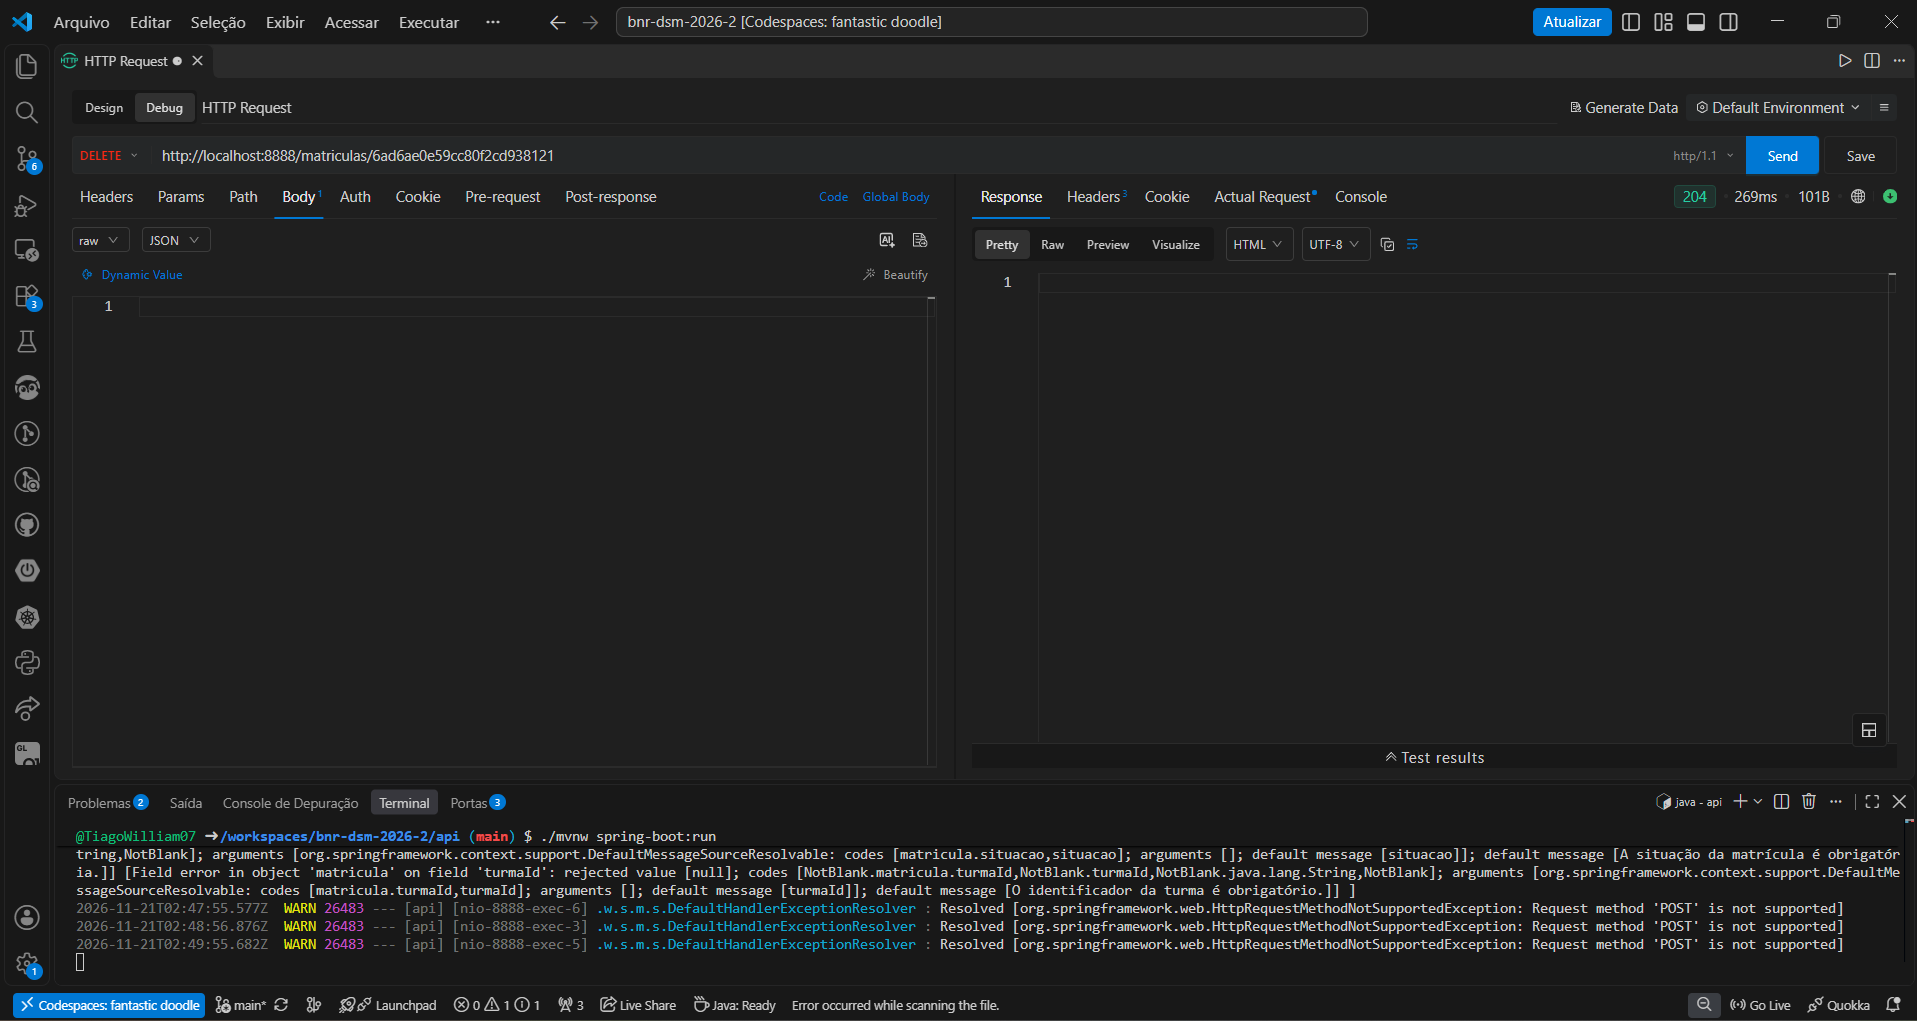 Arquivo Editar Seleção Exibir Acessar Executar ··· bnr-dsm-2026-2 [Codespaces: fantastic doodle] Atualizar
HTTP HTTP Request
Design Debug HTTP Request Generate Data Default Environment
DELETE http://localhost:8888/matriculas/6ad6ae0e59cc80f2cd938121 http/1.1 Send Save
Headers Params Path Body 1 Auth Cookie Pre-request Post-response Code Global Body
Response Headers 3 Cookie Actual Request Console 204 269ms 101B
raw JSON AI
Pretty Raw Preview Visualize HTML UTF-8
Dynamic Value Beautify
1
1
6
3
Test results
Problemas 2 Saída Console de Depuração Terminal Portas 3 java - api
@TiagoWilliam07 ➜/workspaces/bnr-dsm-2026-2/api (main) $ ./mvnw spring-boot:run
tring,NotBlank]; arguments [org.springframework.context.support.DefaultMessageSourceResolvable: codes [matricula.situacao,situacao]; arguments []; default message [situacao]]; default message [A situação da matrícula é obrigatór
ia.]] [Field error in object 'matricula' on field 'turmaId': rejected value [null]; codes [NotBlank.matricula.turmaId,NotBlank.turmaId,NotBlank.java.lang.String,NotBlank]; arguments [org.springframework.context.support.DefaultMe
ssageSourceResolvable: codes [matricula.turmaId,turmaId]; arguments []; default message [turmaId]]; default message [O identificador da turma é obrigatório.]] ]
2026-11-21T02:47:55.577Z  WARN 26483 --- [api] [nio-8888-exec-6] .w.s.m.s.DefaultHandlerExceptionResolver : Resolved [org.springframework.web.HttpRequestMethodNotSupportedException: Request method 'POST' is not supported]
2026-11-21T02:48:56.876Z  WARN 26483 --- [api] [nio-8888-exec-3] .w.s.m.s.DefaultHandlerExceptionResolver : Resolved [org.springframework.web.HttpRequestMethodNotSupportedException: Request method 'POST' is not supported]
2026-11-21T02:49:55.682Z  WARN 26483 --- [api] [nio-8888-exec-5] .w.s.m.s.DefaultHandlerExceptionResolver : Resolved [org.springframework.web.HttpRequestMethodNotSupportedException: Request method 'POST' is not supported]
GL
1
Codespaces: fantastic doodle main* Launchpad 0 1 1 3 Live Share Java: Ready Error occurred while scanning the file. Go Live Quokka